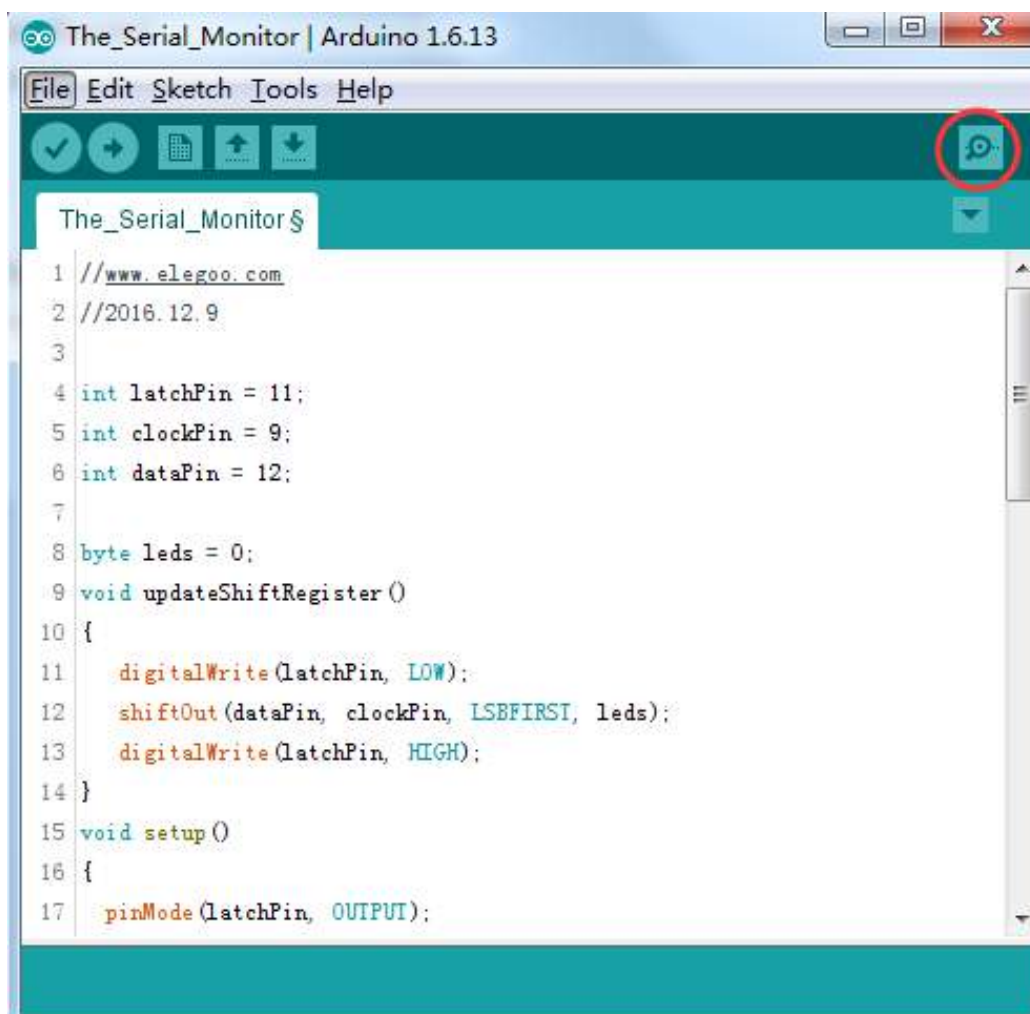 The_Serial_Monitor | Arduino 1.6.13
File Edit Sketch Tools Help
The_Serial_Monitor §
1 //www.elegoo.com
2 //2016.12.9
3
4 int latchPin = 11;
5 int clockPin = 9;
6 int dataPin = 12;
7
8 byte leds = 0;
9 void updateShiftRegister()
10 {
11 digitalWrite(latchPin, LOW);
12 shiftOut(dataPin, clockPin, LSBFIRST, leds);
13 digitalWrite(latchPin, HIGH);
14 }
15 void setup()
16 {
17 pinMode(latchPin, OUTPUT);